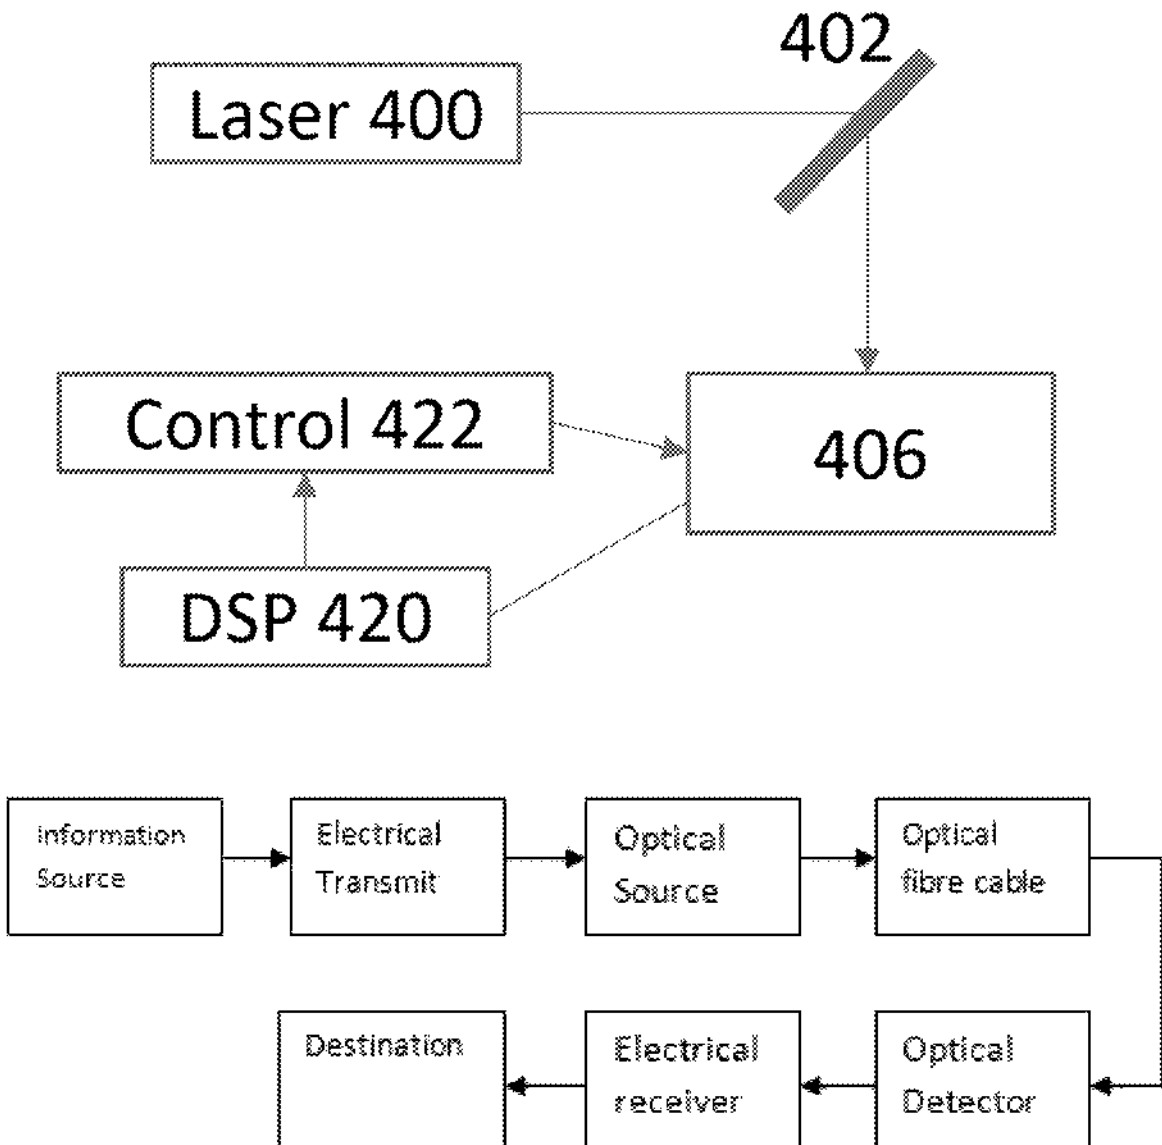 402
Laser 400
Control 422
406
DSP 420
Information
Source
Electrical
Transmit
Optical
Source
Optical
fibre cable
Destination
Electrical
receiver
Optical
Detector